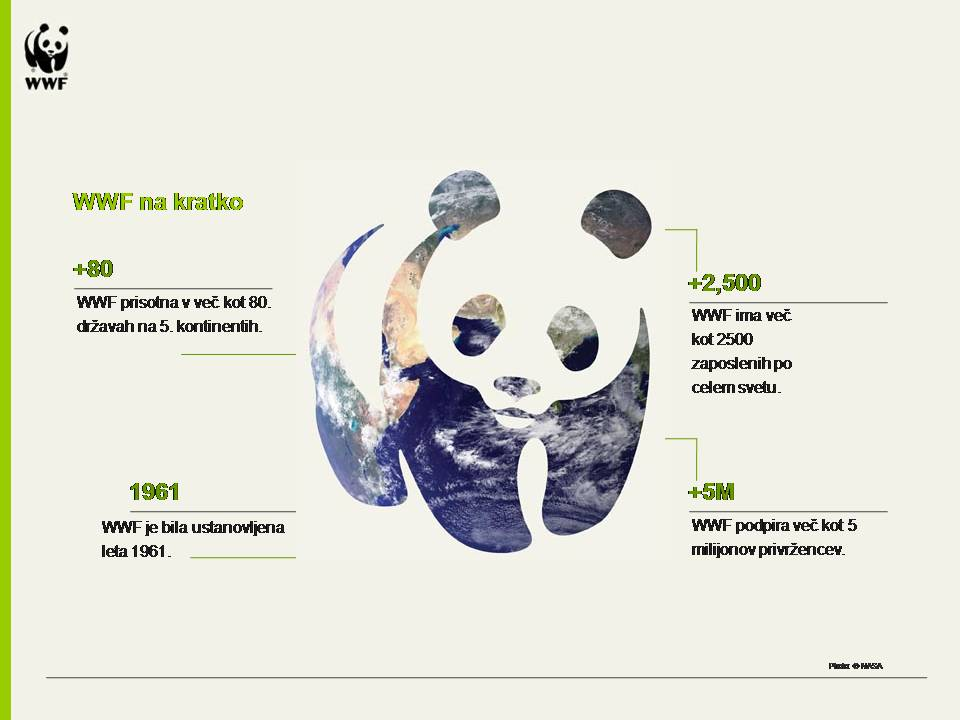 WWF
WWF na kratko
+80
WWF prisotna v več kot 80.
državah na 5. kontinentih.
1961
WWF je bila ustanovljena
leta 1961.
+2,500
WWF ima več
kot 2500
zaposlenih po
celem svetu.
+5M
WWF podpira več kot 5
milijonov privržencev.
Photo: © NASA